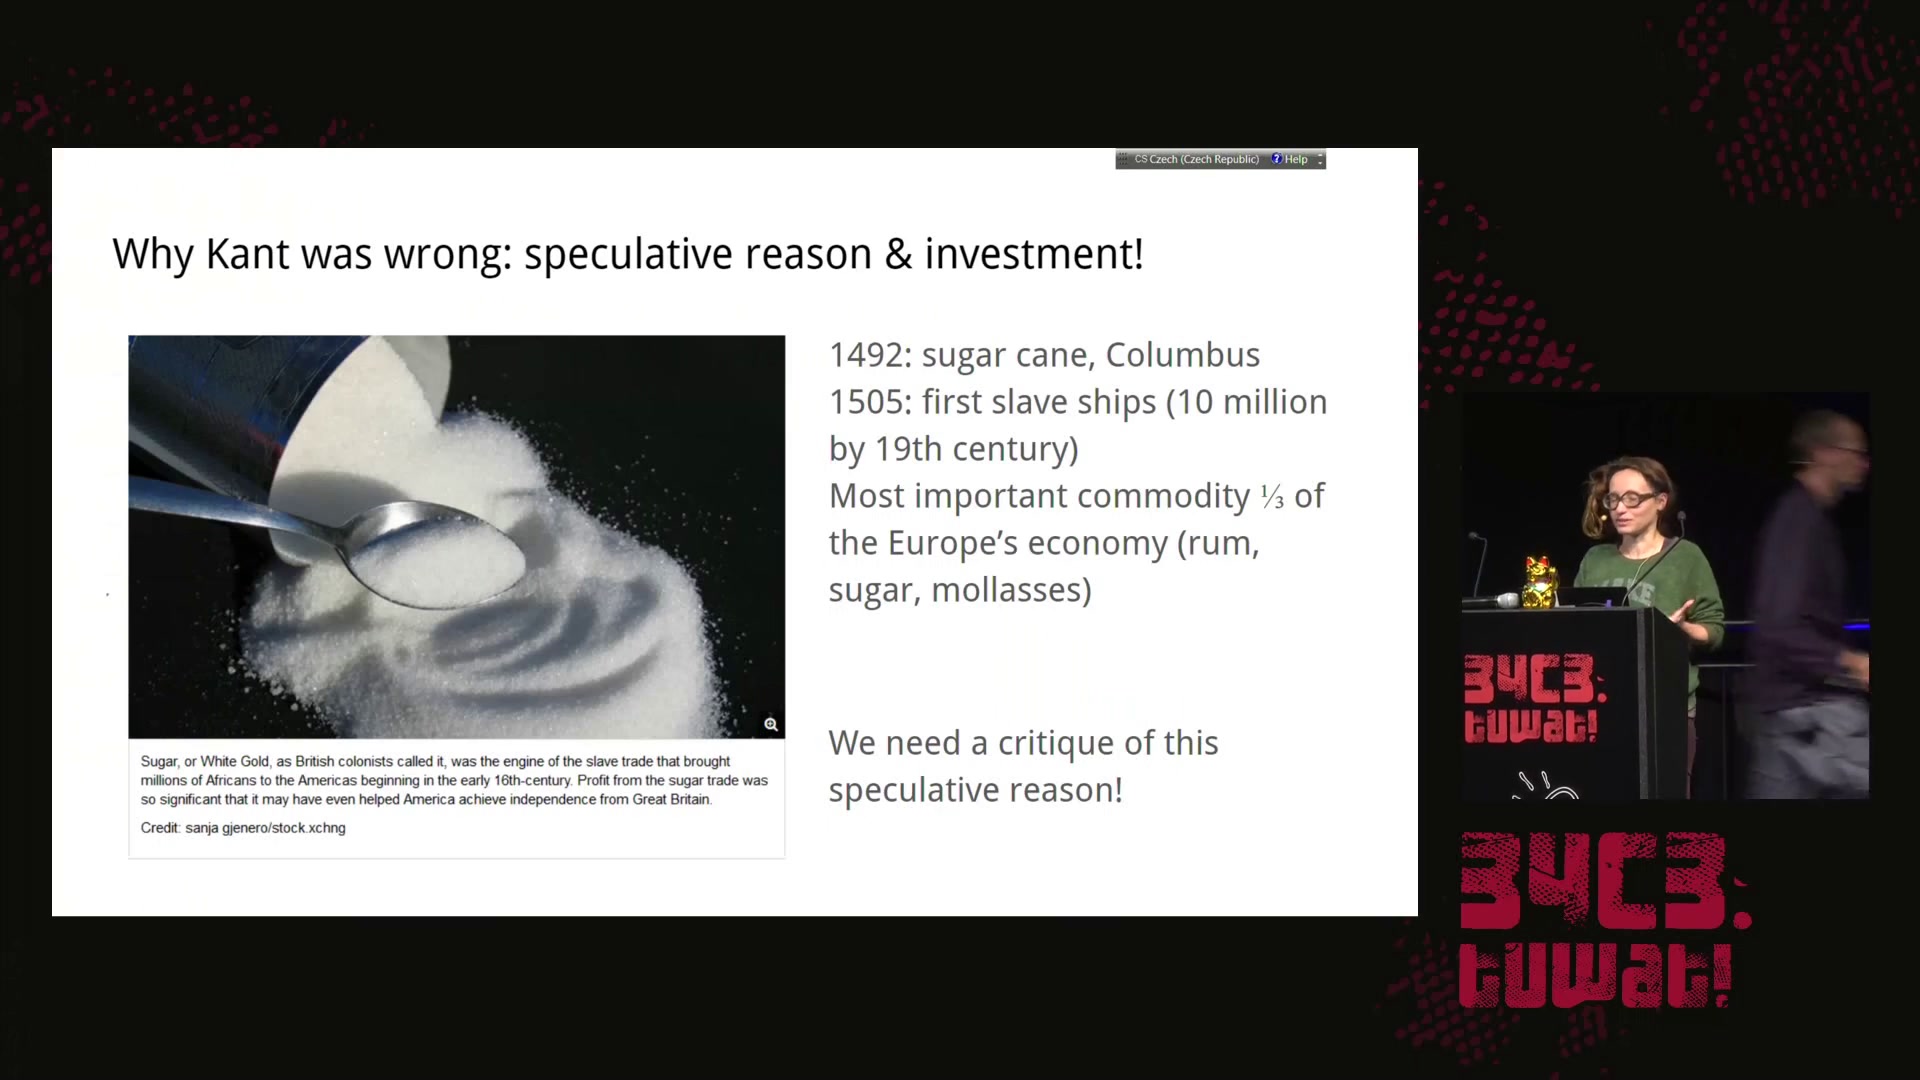 CS Czech (Czech Republic) ? Help
Why Kant was wrong: speculative reason & investment!
1492: sugar cane, Columbus
1505: first slave ships (10 million
by 19th century)
Most important commodity ⅓ of
the Europe’s economy (rum,
sugar, mollasses)
We need a critique of this
speculative reason!
Sugar, or White Gold, as British colonists called it, was the engine of the slave trade that brought
millions of Africans to the Americas beginning in the early 16th-century. Profit from the sugar trade was
so significant that it may have even helped America achieve independence from Great Britain.
Credit: sanja gjenero/stock.xchng
34C3.
tuwat!
34C3.
tuwat!